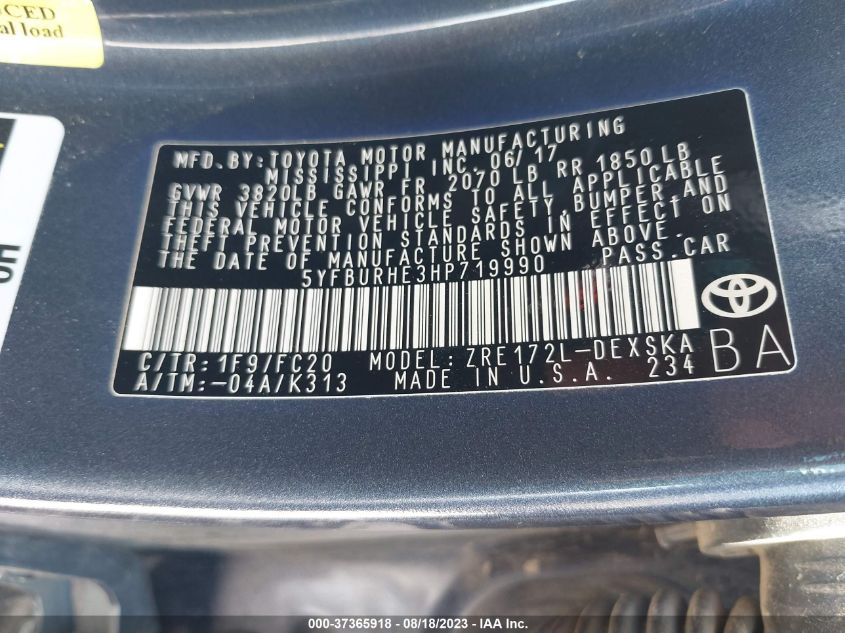 OCED
al load
MFD. BY: TOYOTA MOTOR MANUFACTURING
MISSISSIPPI INC. 06/17
GVWR 3820LB GAWR FR 2070 LB RR 1850 LB
THIS VEHICLE CONFORMS TO ALL APPLICABLE
FEDERAL MOTOR VEHICLE SAFETY, BUMPER AND
THEFT PREVENTION STANDARDS IN EFFECT ON
THE DATE OF MANUFACTURE SHOWN ABOVE.
5YFBURHE3HP719990 PASS. CAR
C/TR: 1F9/FC20 MODEL: ZRE172L-DEXSKA
A/TM: -04A/K313 MADE IN U.S.A. 234
BA
000-37365918 - 08/18/2023 - IAA Inc.